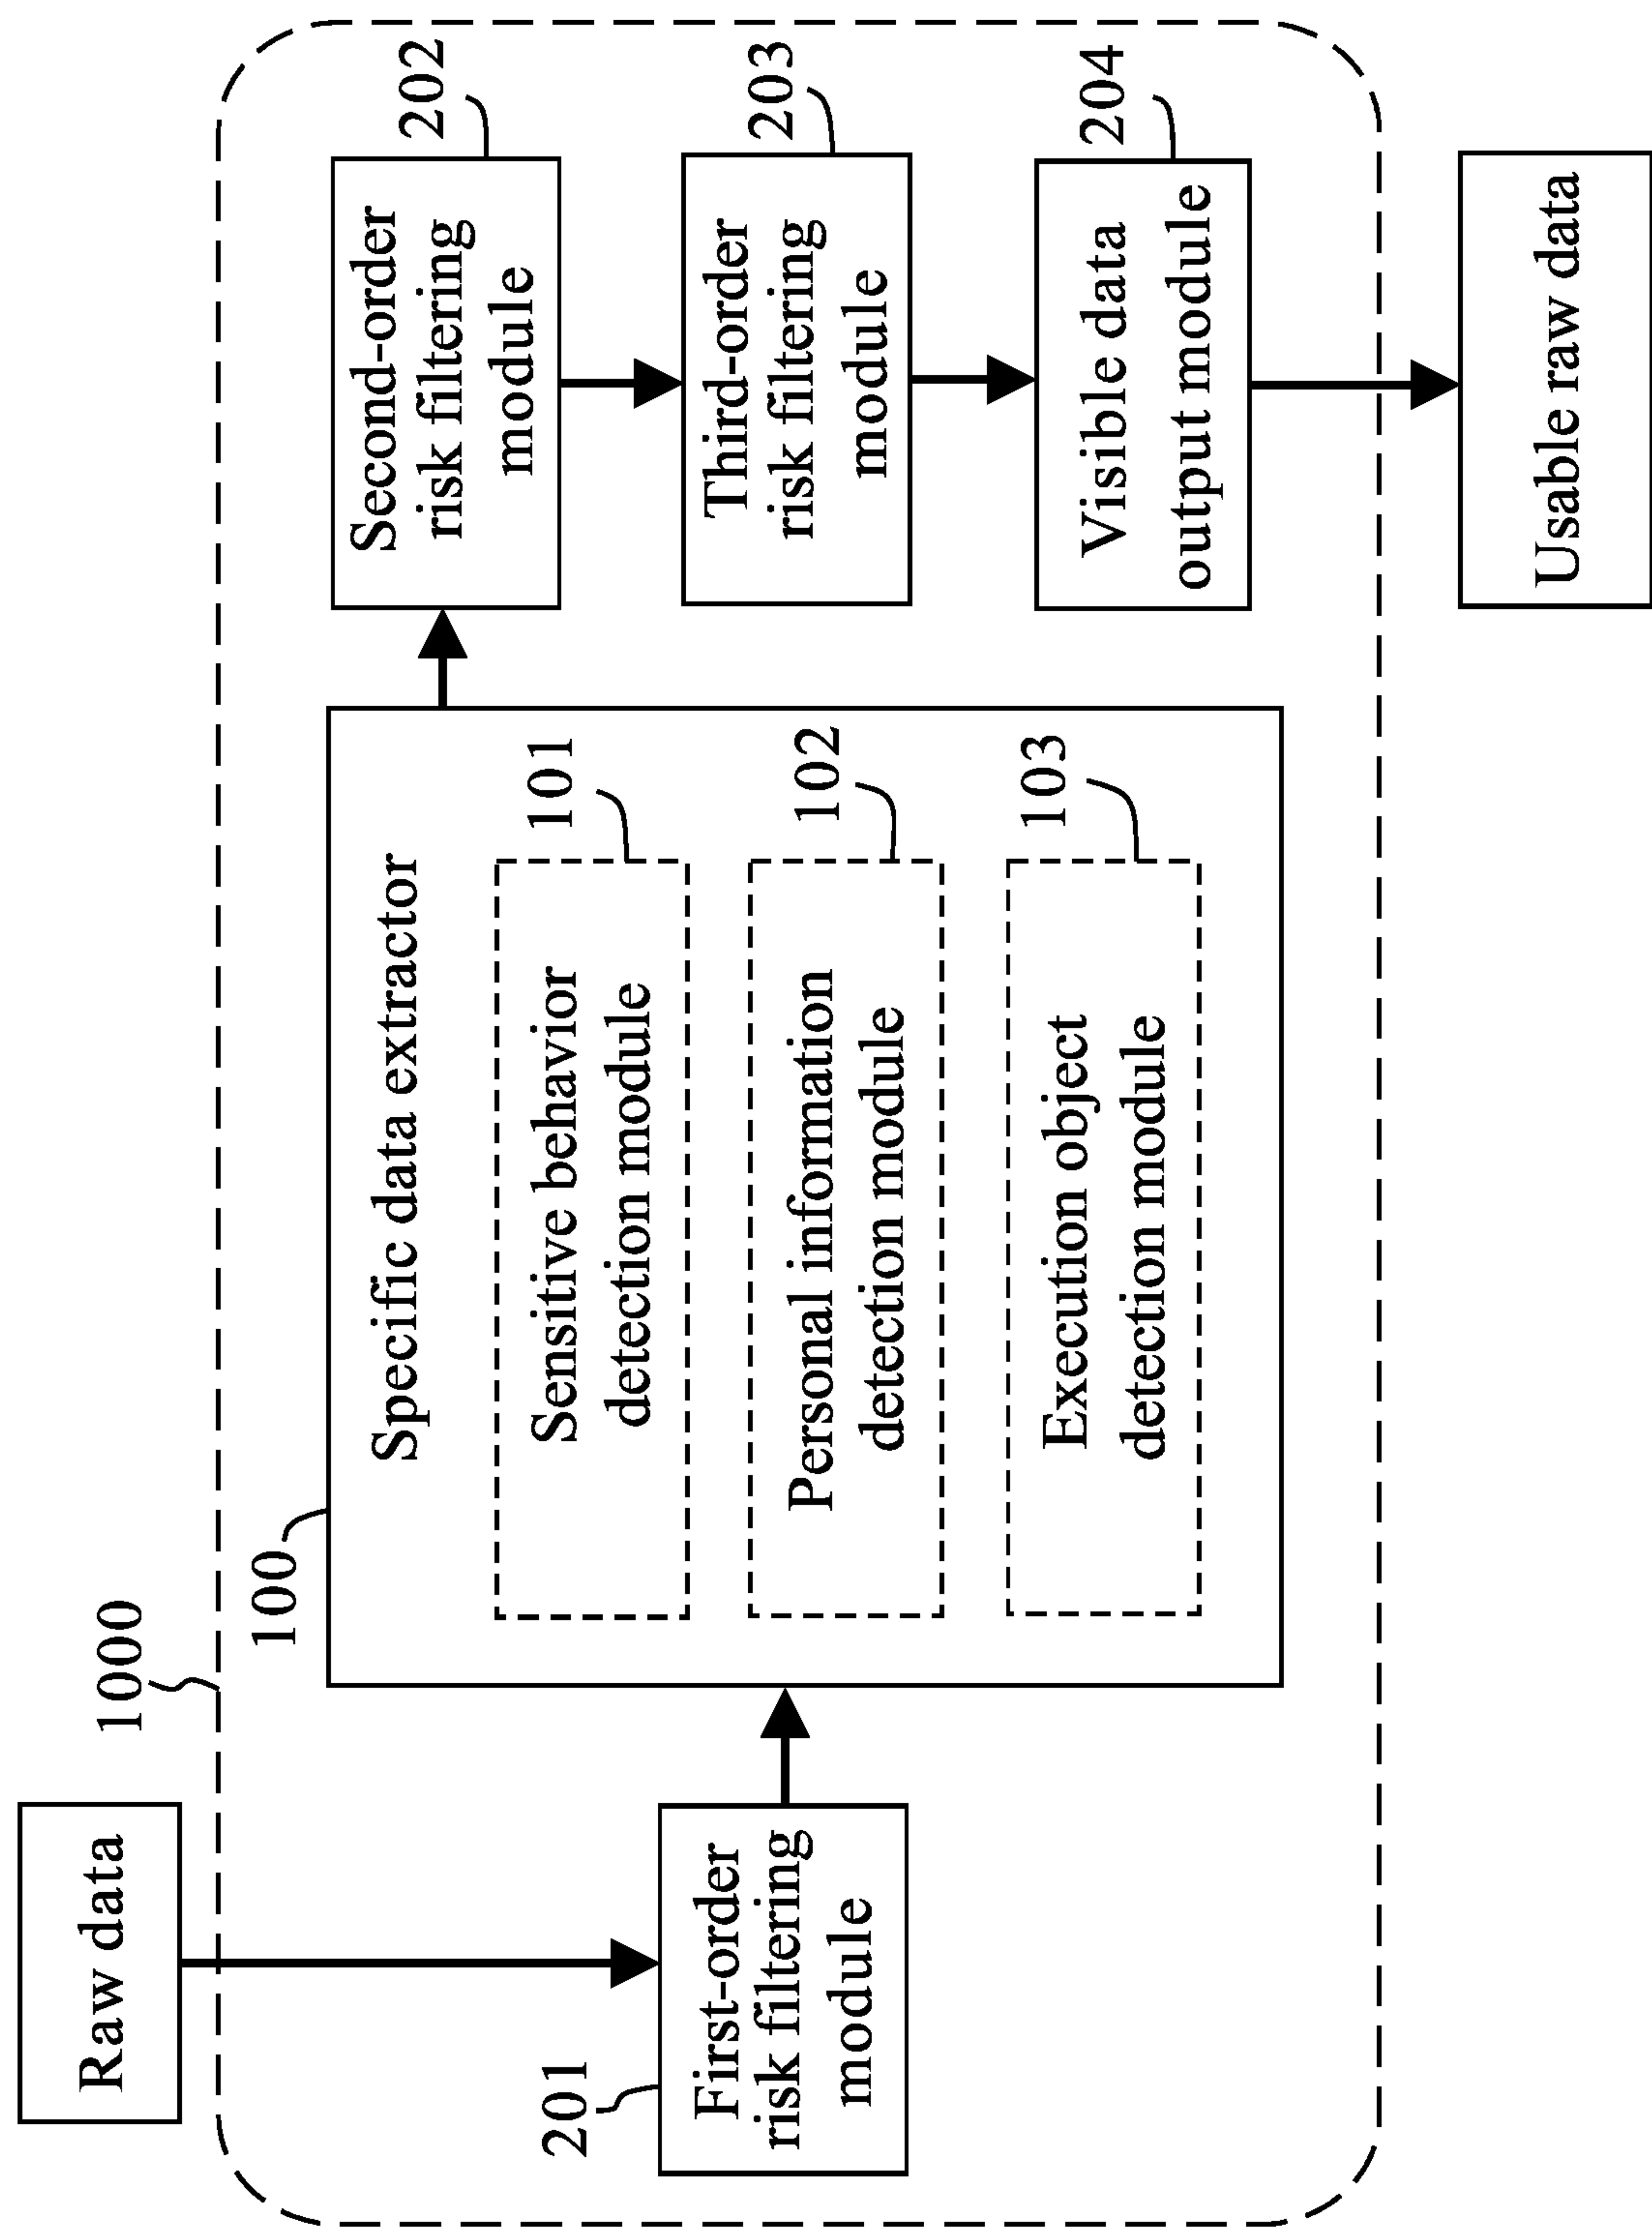 Raw data
1000
201
First-order
risk filtering
module
100
Specific data extractor
101
Sensitive behavior
detection module
102
Personal information
detection module
103
Execution object
detection module
202
Second-order
risk filtering
module
203
Third-order
risk filtering
module
204
Visible data
output module
Usable raw data